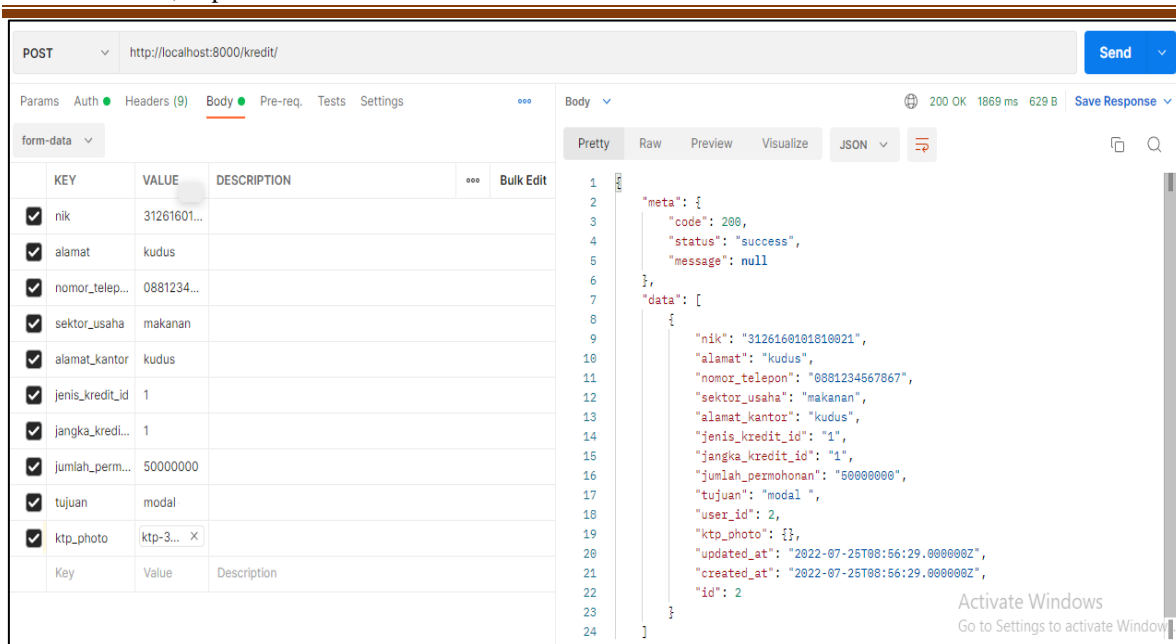 POST http://localhost:8000/kredit/ Send
Params Auth Headers (9) Body Pre-req. Tests Settings
form-data
KEY VALUE DESCRIPTION Bulk Edit
nik 31261601...
alamat kudus
nomor_telep... 0881234...
sektor_usaha makanan
alamat_kantor kudus
jenis_kredit_id 1
jangka_kredi... 1
jumlah_perm... 50000000
tujuan modal
ktp_photo ktp-3... ×
Key Value Description
Body 200 OK 1869 ms 629 B Save Response
Pretty Raw Preview Visualize JSON
1 {
2 "meta": {
3 "code": 200,
4 "status": "success",
5 "message": null
6 },
7 "data": [
8 {
9 "nik": "3126160101810021",
10 "alamat": "kudus",
11 "nomor_telepon": "0881234567867",
12 "sektor_usaha": "makanan",
13 "alamat_kantor": "kudus",
14 "jenis_kredit_id": "1",
15 "jangka_kredit_id": "1",
16 "jumlah_permohonan": "50000000",
17 "tujuan": "modal ",
18 "user_id": 2,
19 "ktp_photo": {},
20 "updated_at": "2022-07-25T08:56:29.000000Z",
21 "created_at": "2022-07-25T08:56:29.000000Z",
22 "id": 2
23 }
24 ]
Activate Windows
Go to Settings to activate Window